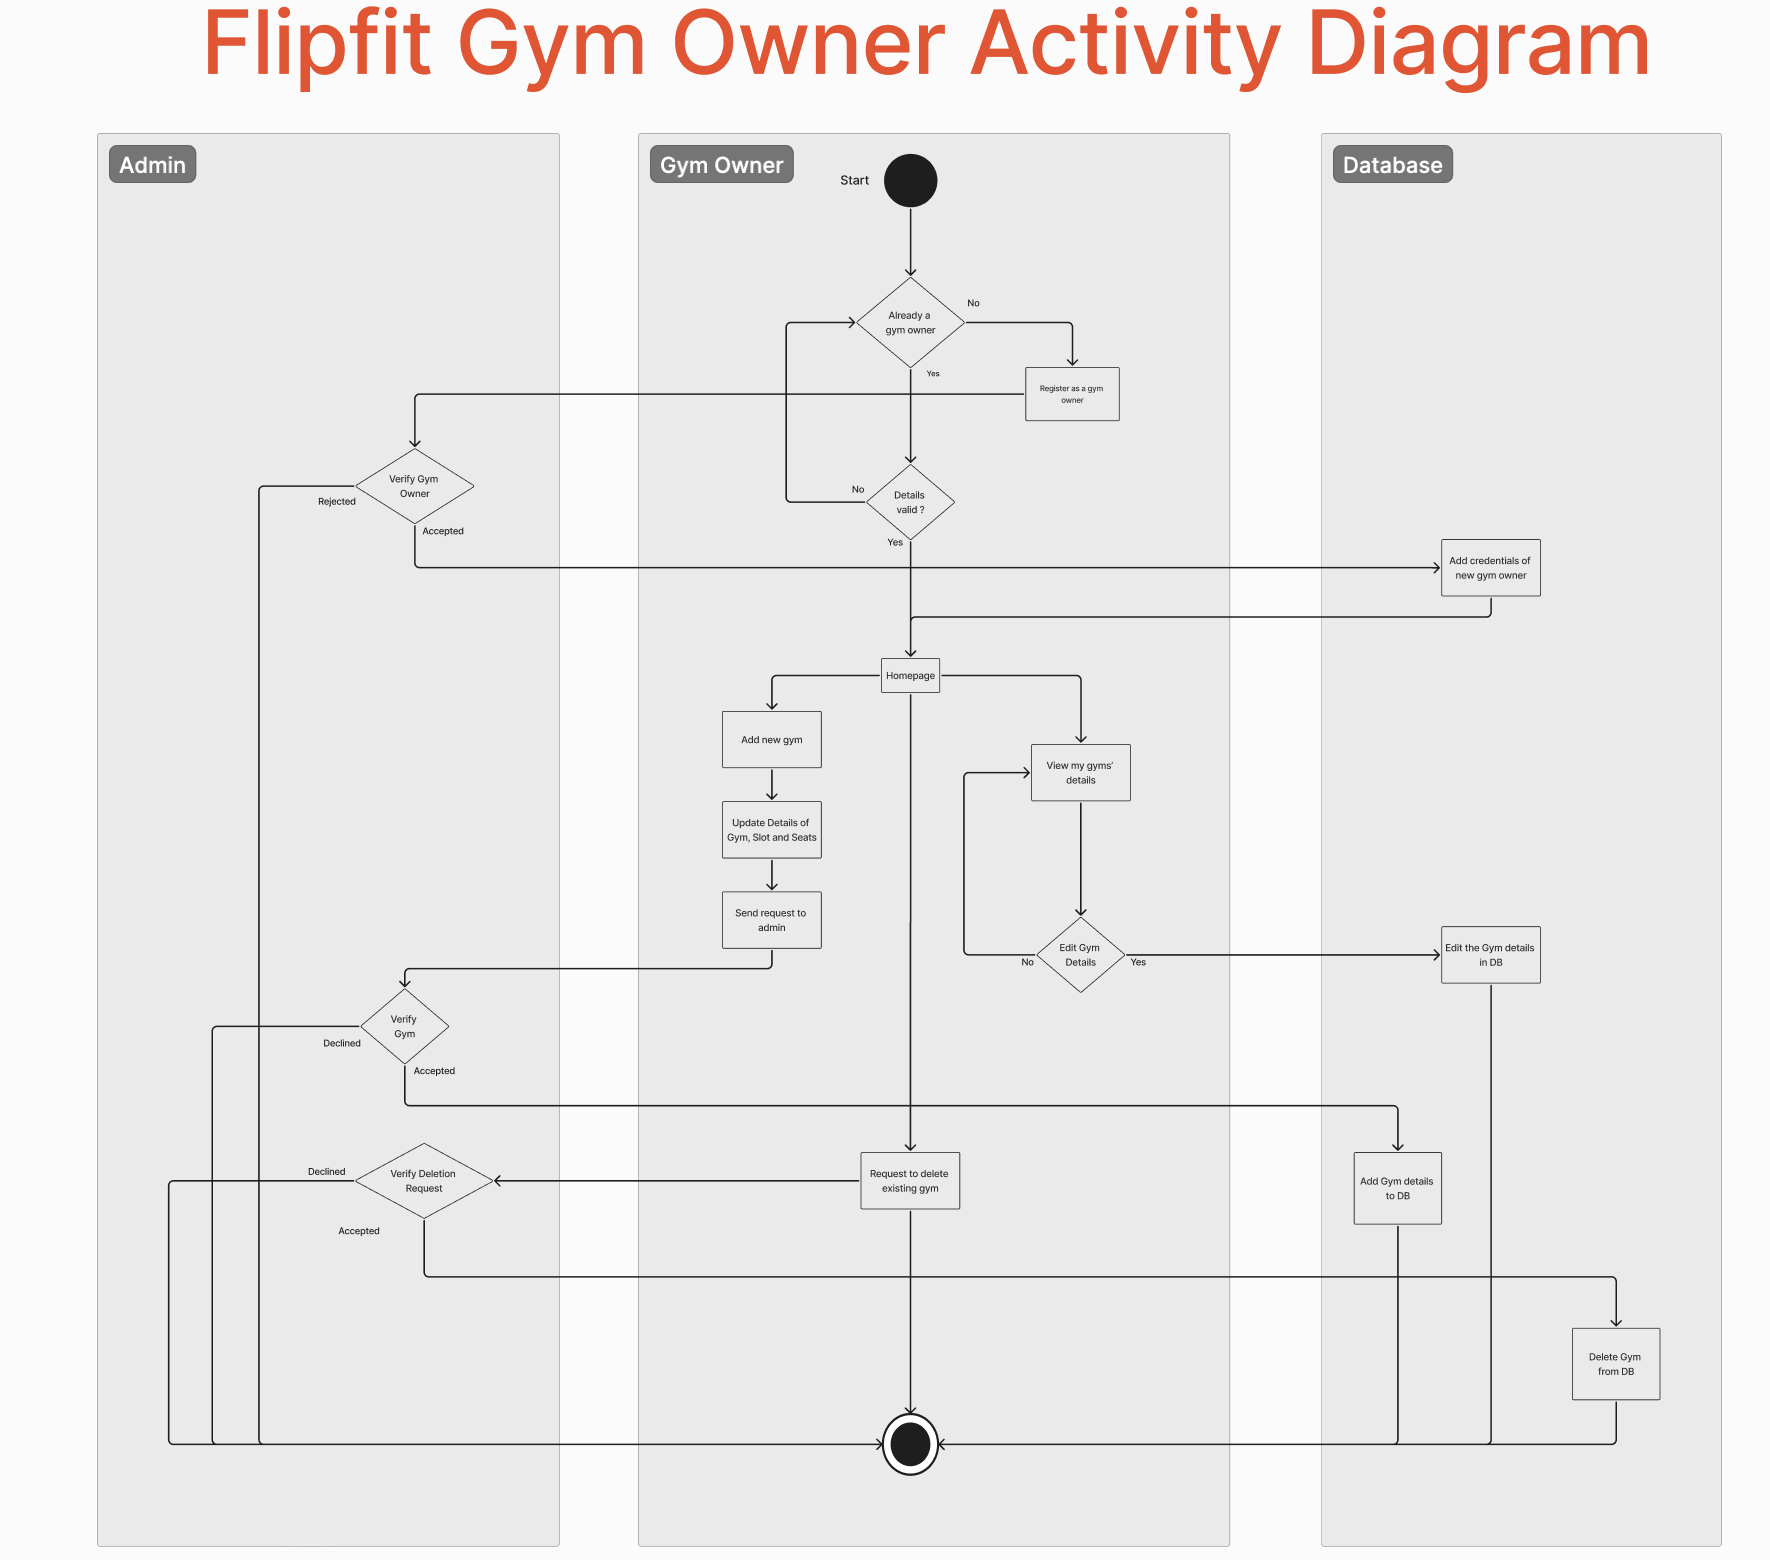 Flipfit Gym Owner Activity Diagram
Admin
Gym Owner
Database
Start
Already a
gym owner
No
Yes
Register as a gym
owner
Verify Gym
Owner
Rejected
Accepted
Details
valid ?
No
Yes
Add credentials of
new gym owner
Homepage
Add new gym
View my gyms’
details
Update Details of
Gym, Slot and Seats
Send request to
admin
Edit Gym
Details
No
Yes
Edit the Gym details
in DB
Verify
Gym
Declined
Accepted
Verify Deletion
Request
Declined
Accepted
Request to delete
existing gym
Add Gym details
to DB
Delete Gym
from DB